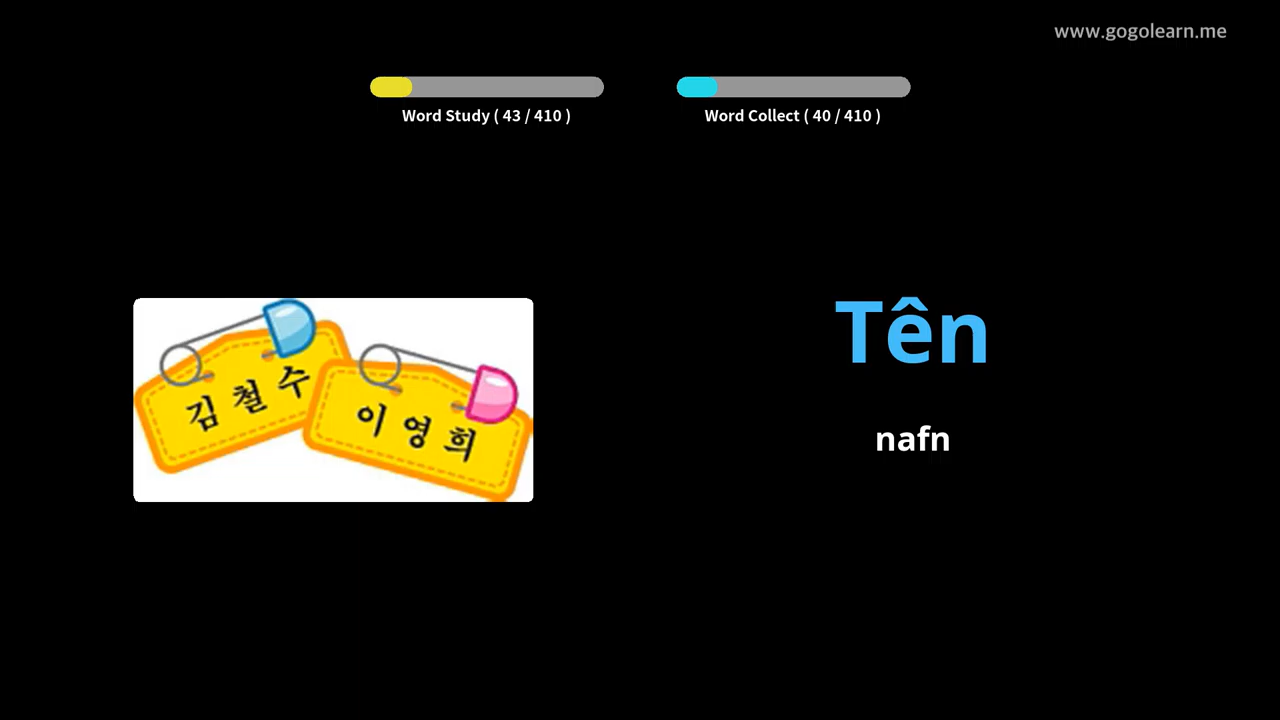 www.gogolearn.me
Word Study ( 43 / 410 )
Word Collect ( 40 / 410 )
김철수
이영희
Tên
nafn